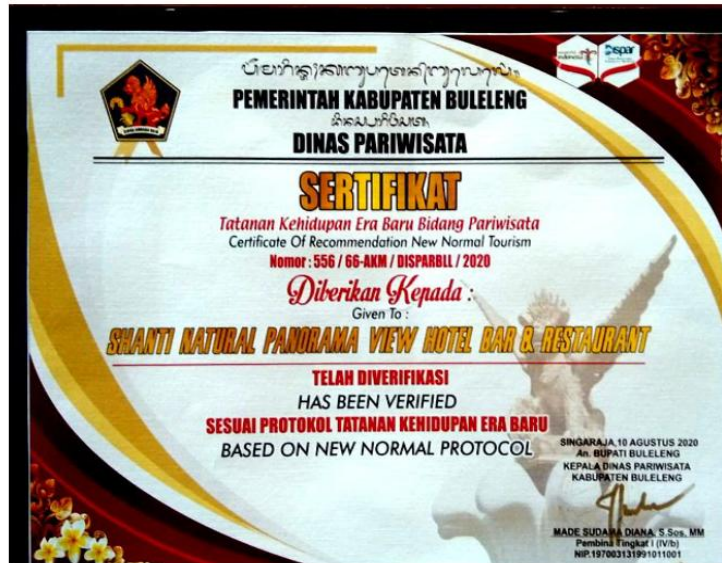 PEMERINTAH KABUPATEN BULELENG
DINAS PARIWISATA
SERTIFIKAT
Tatanan Kehidupan Era Baru Bidang Pariwisata
Certificate Of Recommendation New Normal Tourism
Nomor : 556 / 66-AKM / DISPARBLL / 2020
Diberikan Kepada :
Given To :
SHANTI NATURAL PANORAMA VIEW HOTEL BAR & RESTAURANT
TELAH DIVERIFIKASI
HAS BEEN VERIFIED
SESUAI PROTOKOL TATANAN KEHIDUPAN ERA BARU
BASED ON NEW NORMAL PROTOCOL
SINGARAJA,10 AGUSTUS 2020
An. BUPATI BULELENG
KEPALA DINAS PARIWISATA
KABUPATEN BULELENG
MADE SUDAMA DIANA, S.Sos, MM
Pembina Tingkat I (IV/b)
NIP.197003131991011001